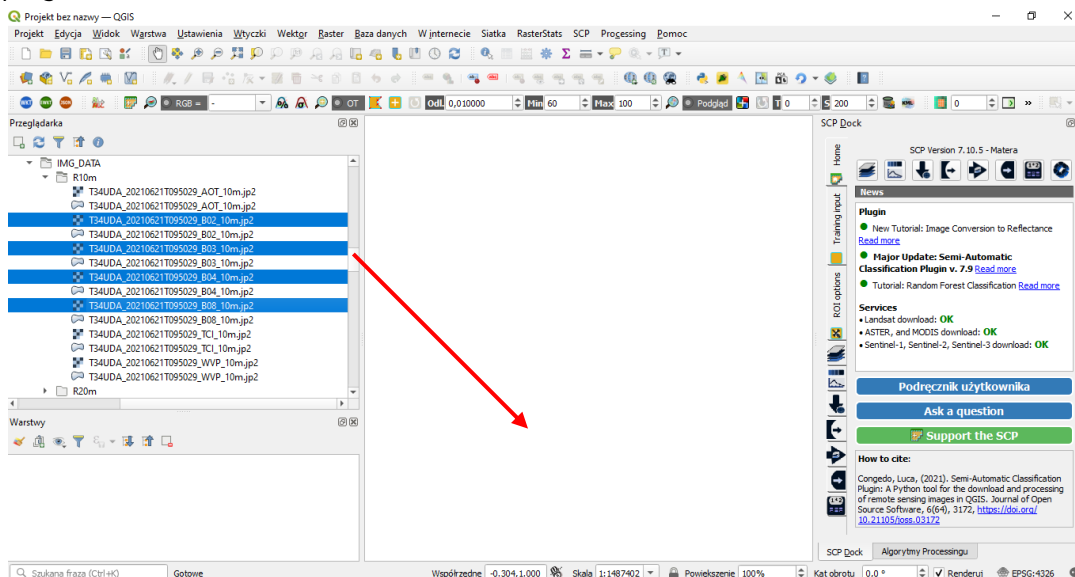 Projekt bez nazwy — QGIS
Projekt Edycja Widok Warstwa Ustawienia Wtyczki Wektor Raster Baza danych W internecie Siatka RasterStats SCP Processing Pomoc
RGB = - OT Odl. 0,010000 Min 60 Max 100 Podgląd T 0 S 200 0 »
Przeglądarka
IMG_DATA
R10m
T34UDA_20210621T095029_AOT_10m.jp2
T34UDA_20210621T095029_AOT_10m.jp2
T34UDA_20210621T095029_B02_10m.jp2
T34UDA_20210621T095029_B02_10m.jp2
T34UDA_20210621T095029_B03_10m.jp2
T34UDA_20210621T095029_B03_10m.jp2
T34UDA_20210621T095029_B04_10m.jp2
T34UDA_20210621T095029_B04_10m.jp2
T34UDA_20210621T095029_B08_10m.jp2
T34UDA_20210621T095029_B08_10m.jp2
T34UDA_20210621T095029_TCI_10m.jp2
T34UDA_20210621T095029_TCI_10m.jp2
T34UDA_20210621T095029_WVP_10m.jp2
T34UDA_20210621T095029_WVP_10m.jp2
R20m
Warstwy
SCP Dock
Home
Training input
ROI options
SCP Version 7.10.5 - Matera
News
Plugin
● New Tutorial: Image Conversion to Reflectance
Read more
● Major Update: Semi-Automatic
Classification Plugin v. 7.9 Read more
● Tutorial: Random Forest Classification Read more
Services
• Landsat download: OK
• ASTER, and MODIS download: OK
• Sentinel-1, Sentinel-2, Sentinel-3 download: OK
Podręcznik użytkownika
Ask a question
Support the SCP
How to cite:
Congedo, Luca, (2021). Semi-Automatic Classification
Plugin: A Python tool for the download and processing
of remote sensing images in QGIS. Journal of Open
Source Software, 6(64), 3172, https://doi.org/
10.21105/joss.03172
SCP Dock Algorytmy Processingu
Szukana fraza (Ctrl+K) Gotowe Współrzędne -0.304,1.000 Skala 1:1487402 Powiększenie 100% Kąt obrotu 0,0 ° Renderuj EPSG:4326